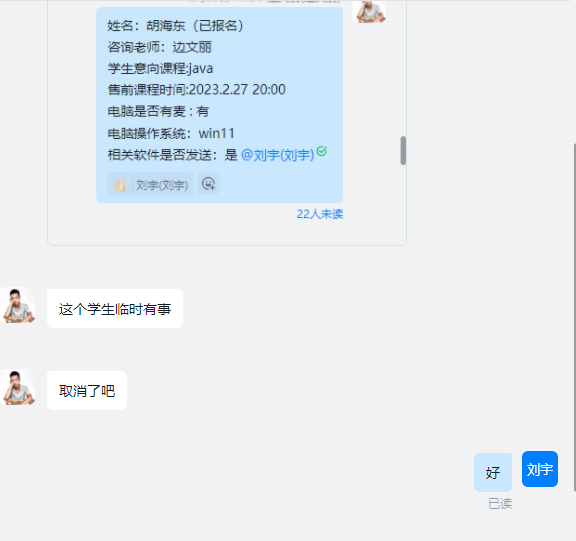 姓名：胡海东（已报名）
咨询老师：边文丽
学生意向课程:java
售前课程时间:2023.2.27 20:00
电脑是否有麦：有
电脑操作系统：win11
相关软件是否发送：是 @刘宇(刘宇)
刘宇(刘宇)
22人未读
这个学生临时有事
取消了吧
好 刘宇
已读